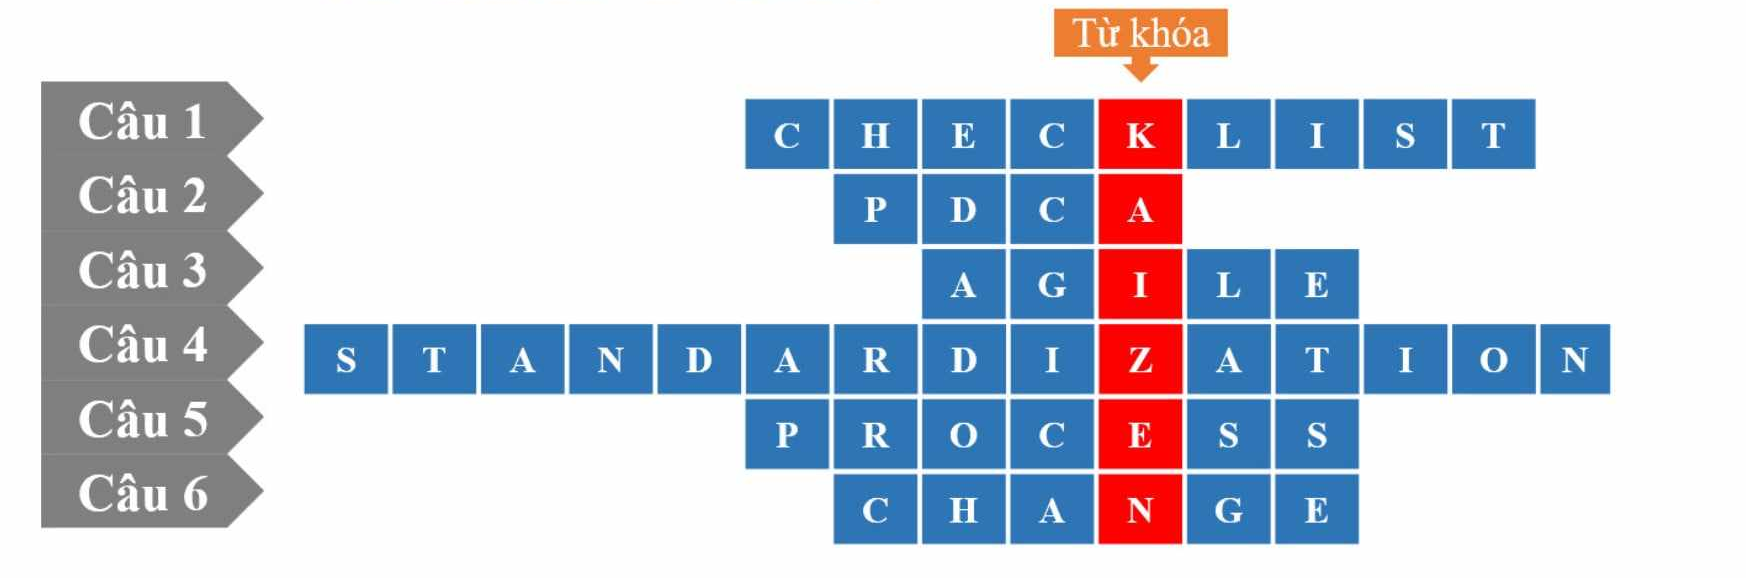 Từ khóa
Câu 1
C H E C K L I S T
Câu 2
P D C A
Câu 3
A G I L E
Câu 4
S T A N D A R D I Z A T I O N
Câu 5
P R O C E S S
Câu 6
C H A N G E